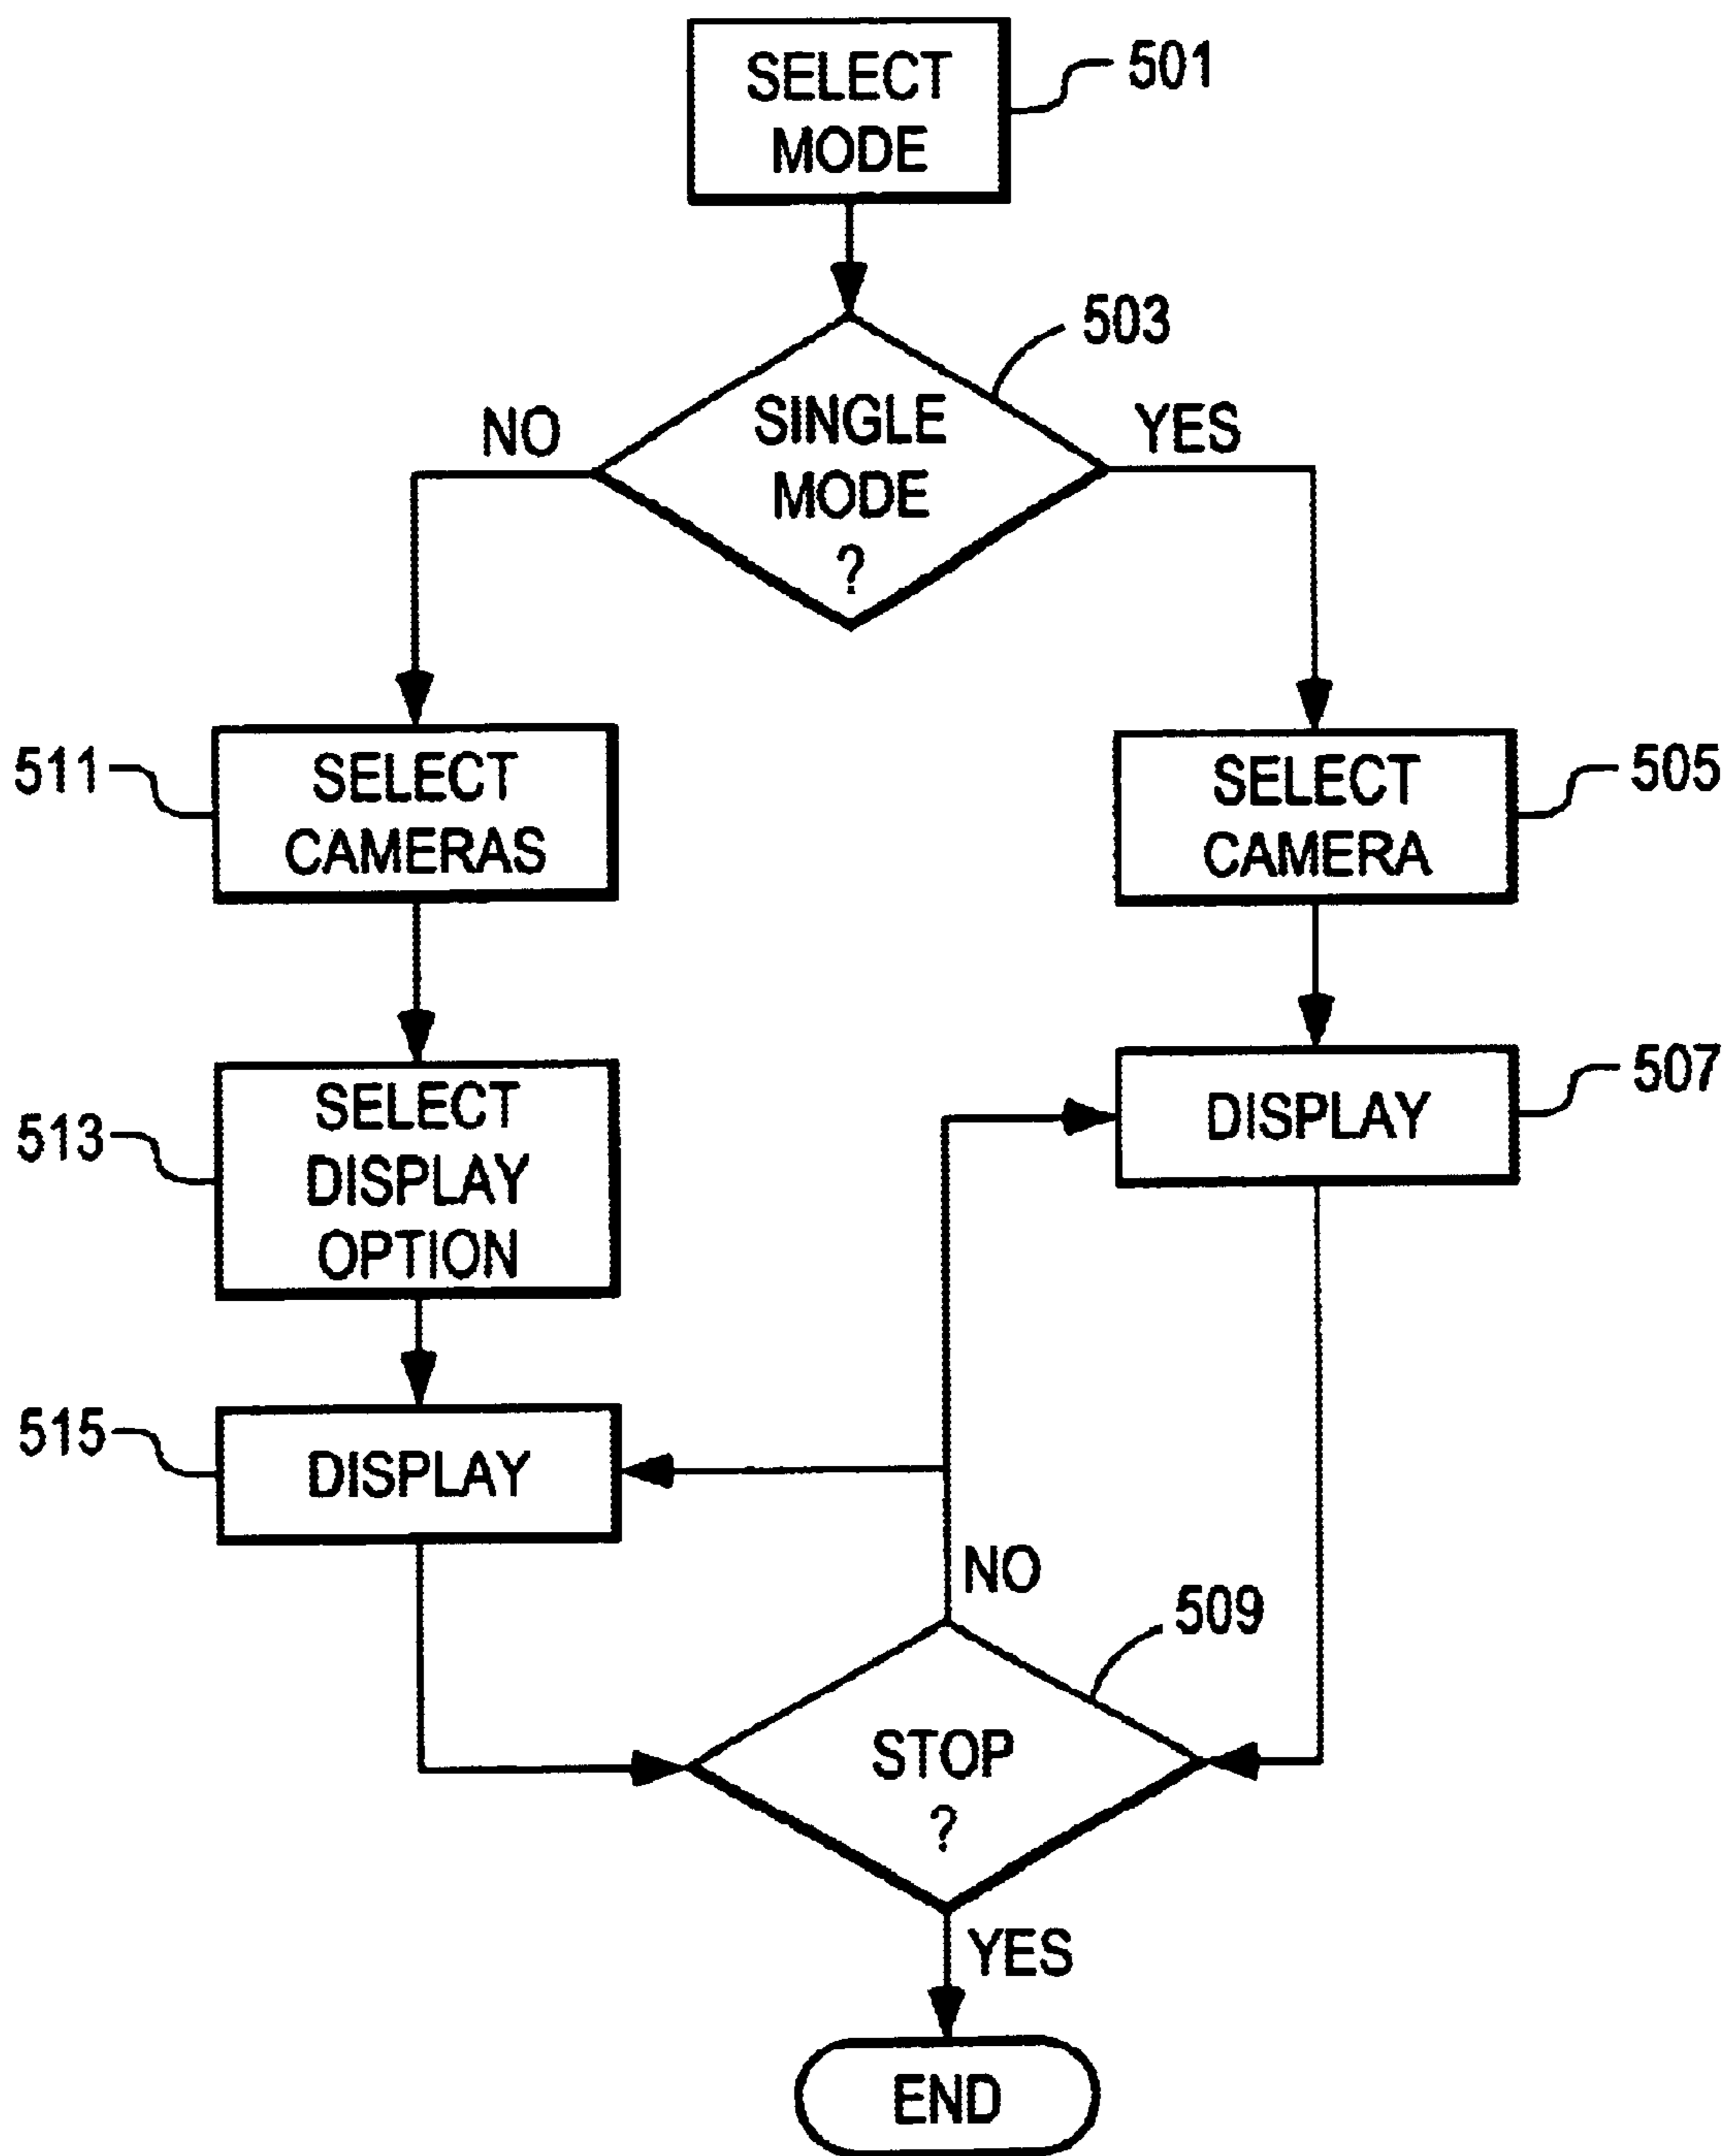 SELECT
MODE
501
503
SINGLE
MODE
?
NO
YES
511
SELECT
CAMERAS
SELECT
CAMERA
505
513
SELECT
DISPLAY
OPTION
DISPLAY
507
515
DISPLAY
NO
509
STOP
?
YES
END